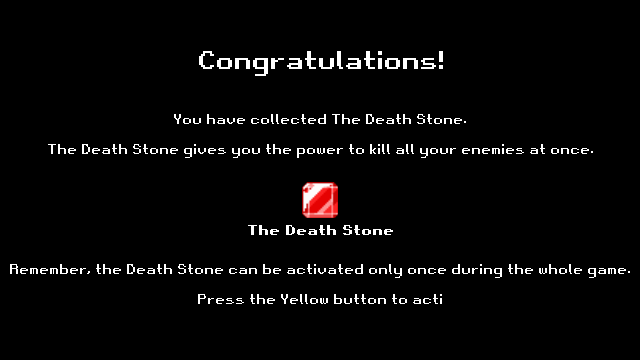 Congratulations!
You have collected The Death Stone.
The Death Stone gives you the power to kill all your enemies at once.
The Death Stone
Remember, the Death Stone can be activated only once during the whole game.
Press the Yellow button to acti